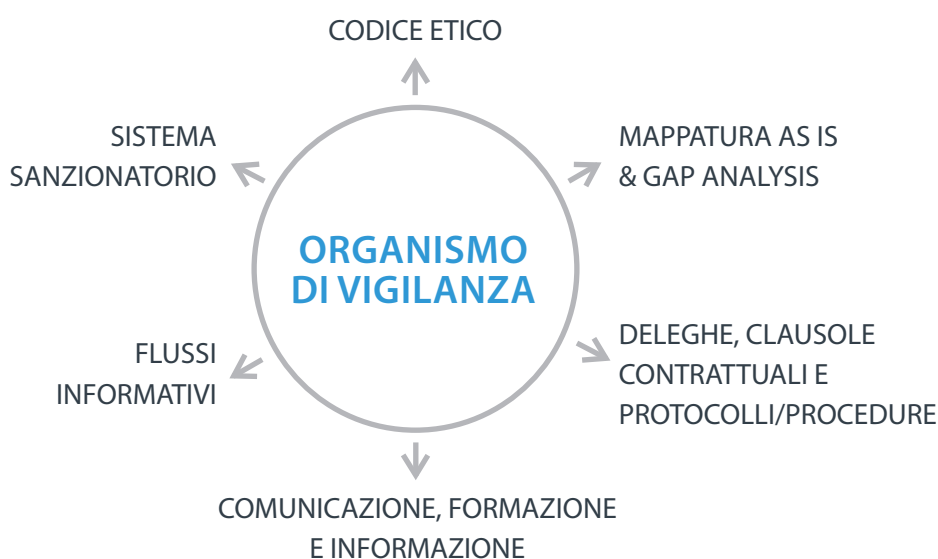 CODICE ETICO
MAPPATURA AS IS
& GAP ANALYSIS
DELEGHE, CLAUSOLE
CONTRATTUALI E
PROTOCOLLI/PROCEDURE
COMUNICAZIONE, FORMAZIONE
E INFORMAZIONE
FLUSSI
INFORMATIVI
SISTEMA
SANZIONATORIO
ORGANISMO
DI VIGILANZA